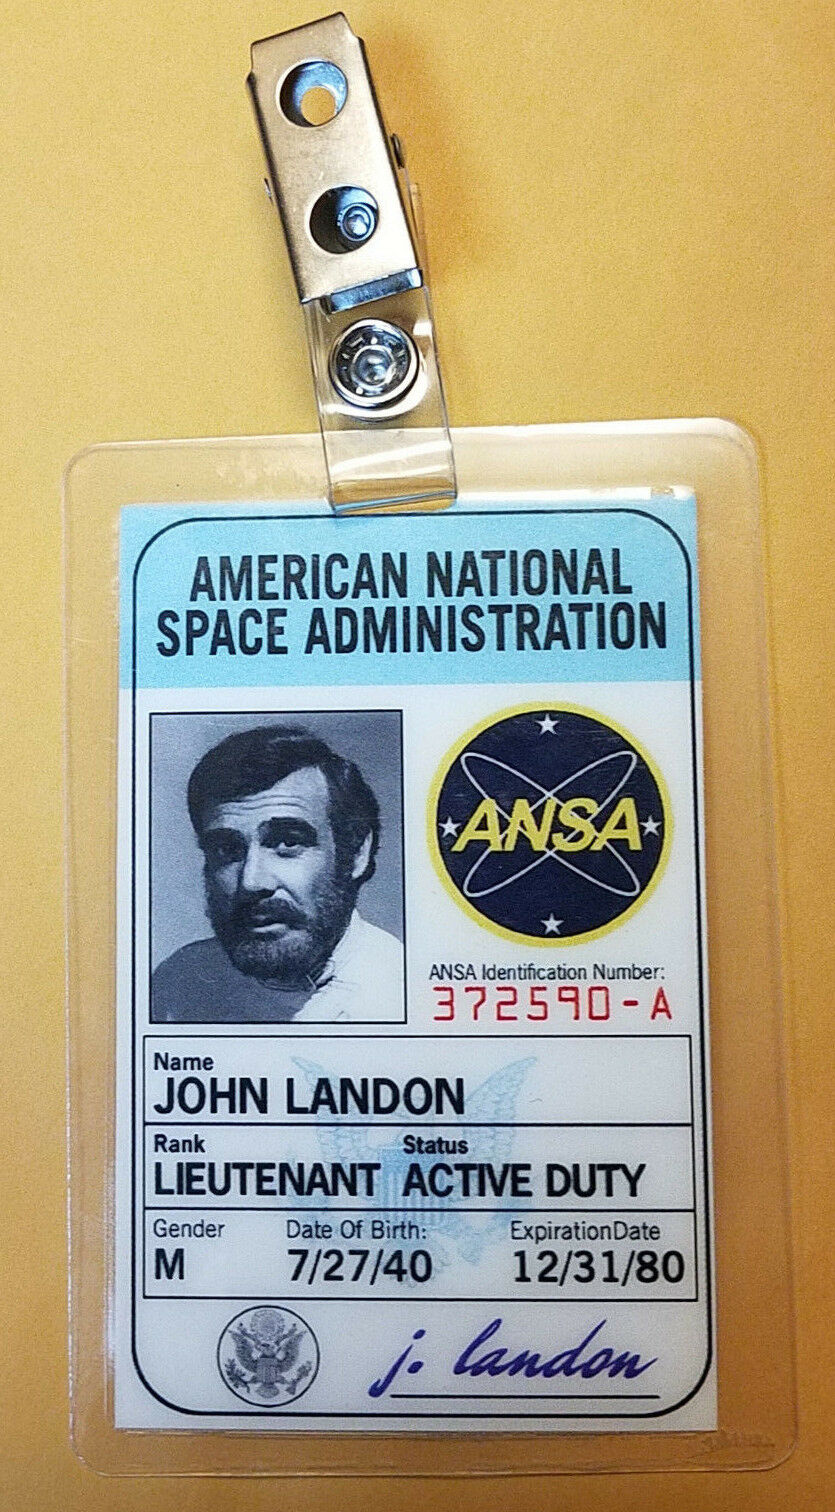 AMERICAN NATIONAL
SPACE ADMINISTRATION
ANSA
ANSA Identification Number:
372590-A
Name
JOHN LANDON
Rank Status
LIEUTENANT ACTIVE DUTY
Gender Date Of Birth: ExpirationDate
M 7/27/40 12/31/80
j. landon